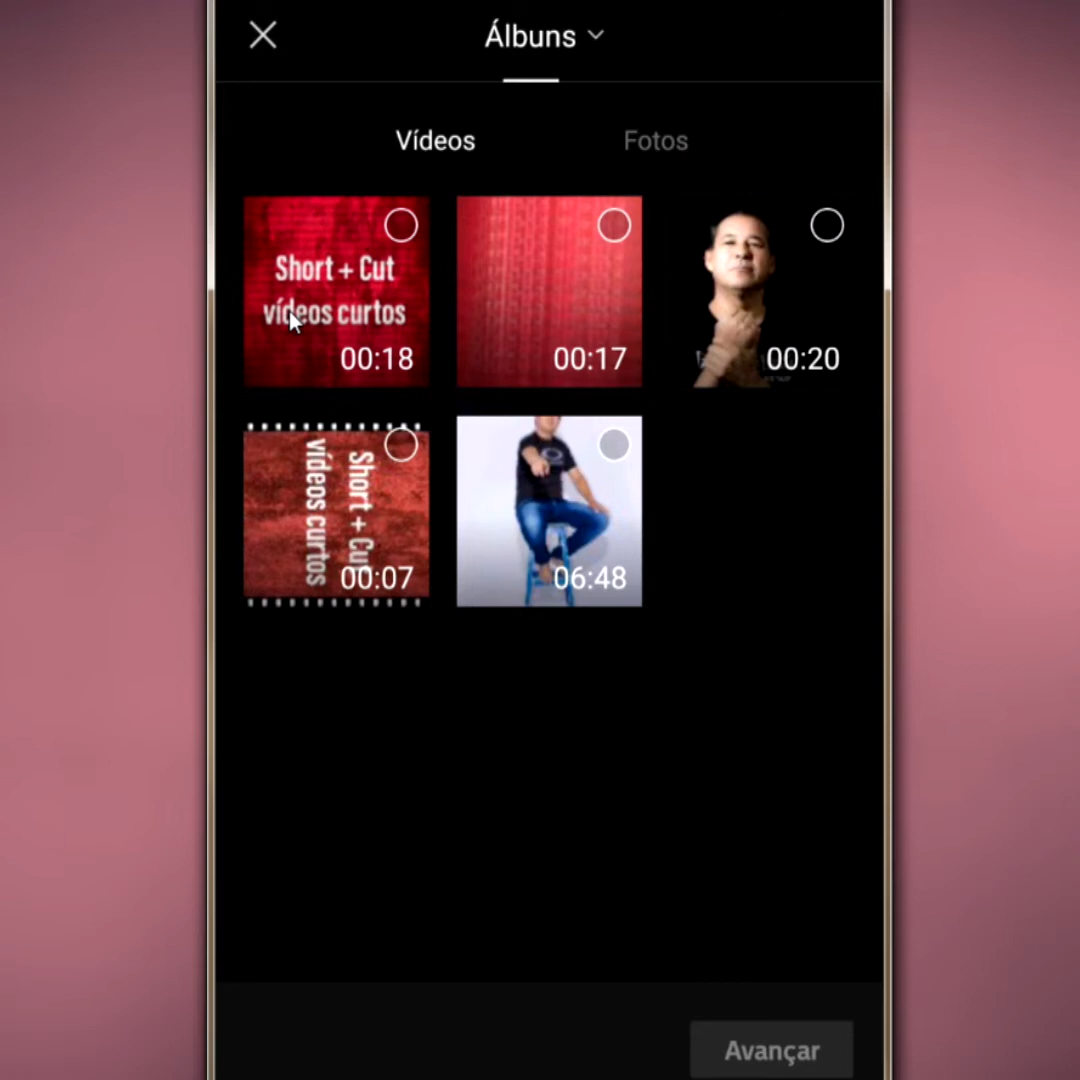 Álbuns
Vídeos
Fotos
Short + Cut
vídeos curtos
00:18
00:17
00:20
Short + Cut
vídeos curtos
00:07
06:48
Avançar